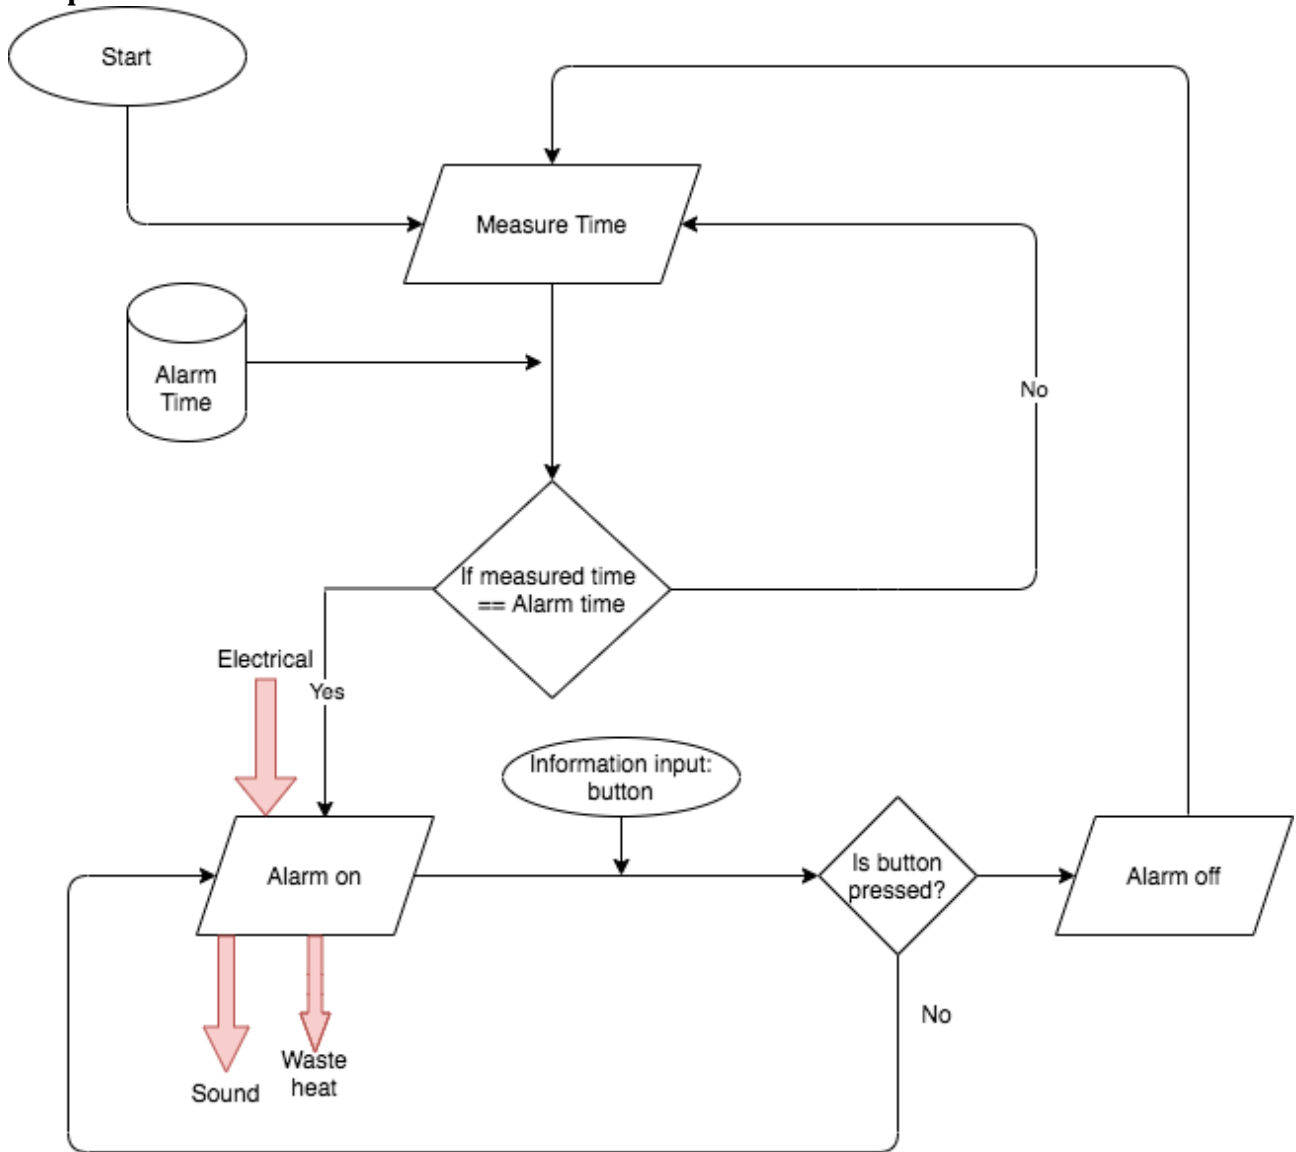 Start
Measure Time
Alarm
Time
No
If measured time
== Alarm time
Electrical
Yes
Information input:
button
Alarm on
Is button
pressed?
Alarm off
No
Waste
heat
Sound